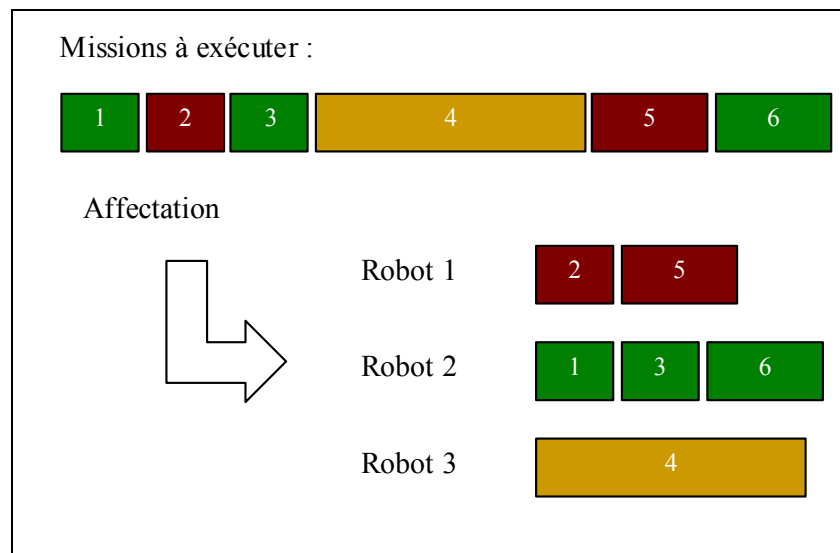 Missions à exécuter :
1 2 3 4 5 6
Affectation
Robot 1 2 5
Robot 2 1 3 6
Robot 3 4